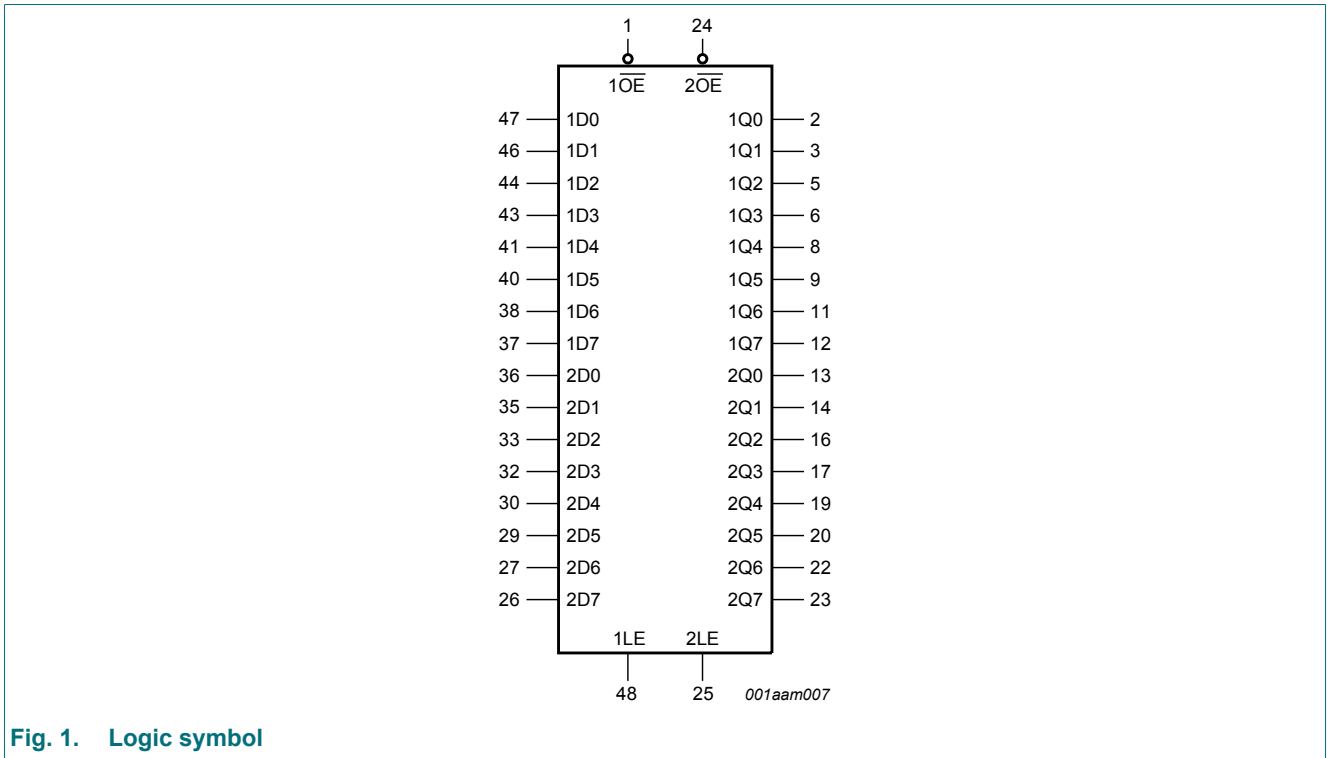 1 24
1OE 2OE
47 1D0 1Q0 2
46 1D1 1Q1 3
44 1D2 1Q2 5
43 1D3 1Q3 6
41 1D4 1Q4 8
40 1D5 1Q5 9
38 1D6 1Q6 11
37 1D7 1Q7 12
36 2D0 2Q0 13
35 2D1 2Q1 14
33 2D2 2Q2 16
32 2D3 2Q3 17
30 2D4 2Q4 19
29 2D5 2Q5 20
27 2D6 2Q6 22
26 2D7 2Q7 23
1LE 2LE
48 25 001aam007
Fig. 1. Logic symbol